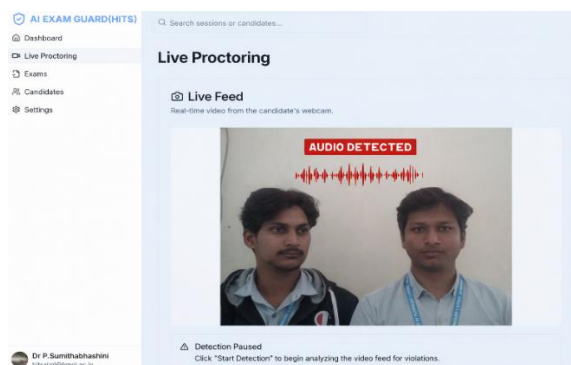 AI EXAM GUARD(HITS)
Dashboard
Live Proctoring
Exams
Candidates
Settings
Search sessions or candidates...
Live Proctoring
Live Feed
Real-time video from the candidate's webcam.
AUDIO DETECTED
Detection Paused
Click "Start Detection" to begin analyzing the video feed for violations.
Dr P.Sumithabhashini